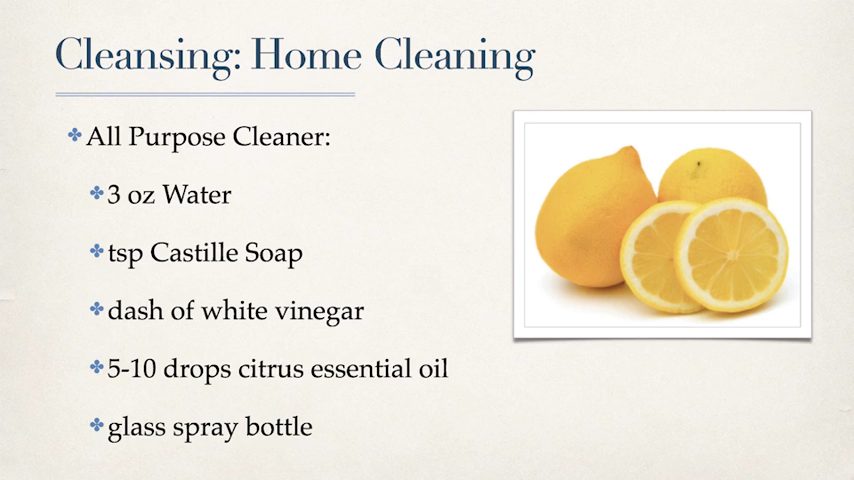 Cleansing: Home Cleaning
All Purpose Cleaner:
3 oz Water
tsp Castille Soap
dash of white vinegar
5-10 drops citrus essential oil
glass spray bottle